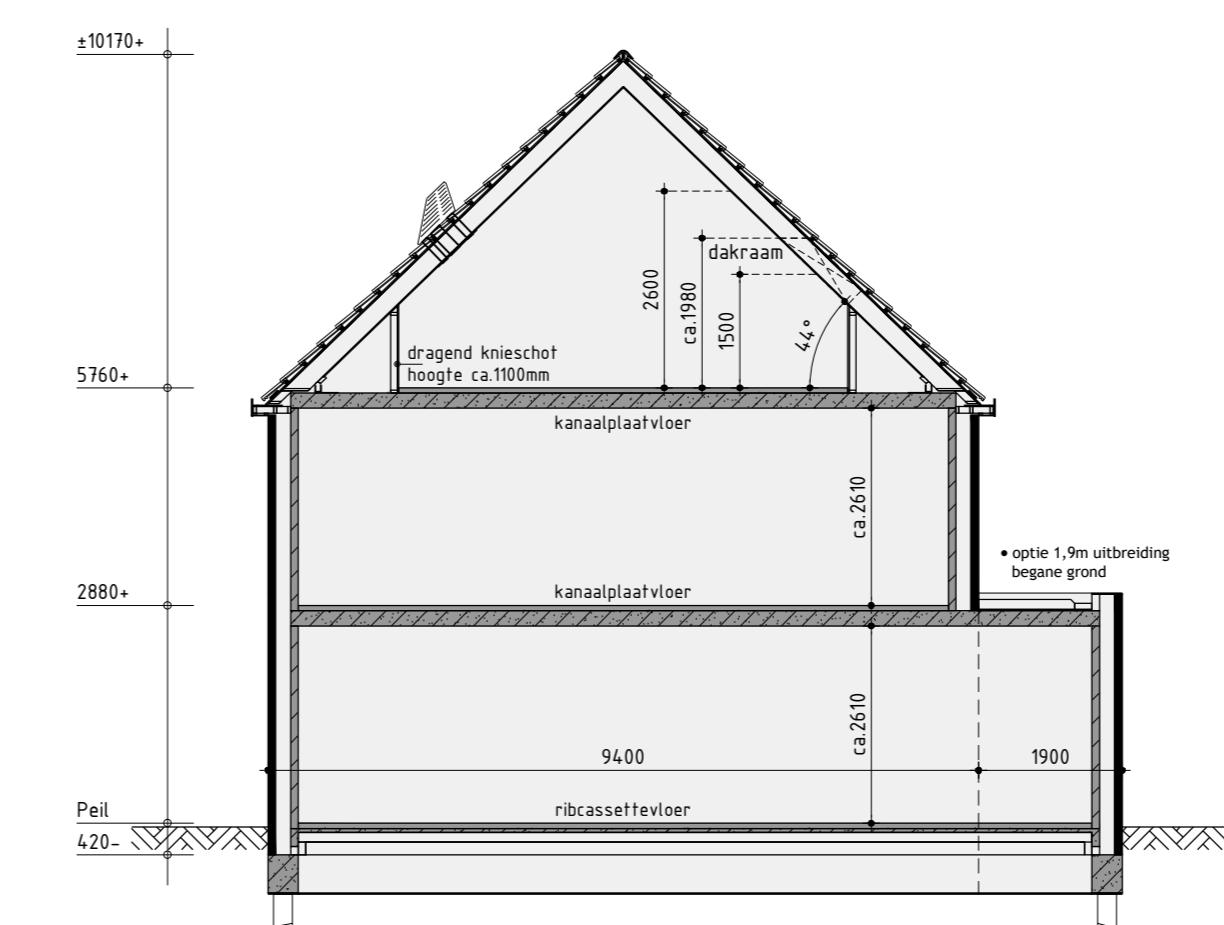 ±10170+
2600
ca.1980
dakraam
1500
44°
dragend knieschot
hoogte ca.1100mm
5760+
kanaalplaatvloer
ca.2610
• optie 1,9m uitbreiding
begane grond
2880+
kanaalplaatvloer
ca.2610
9400
1900
Peil
ribcassettevloer
420-